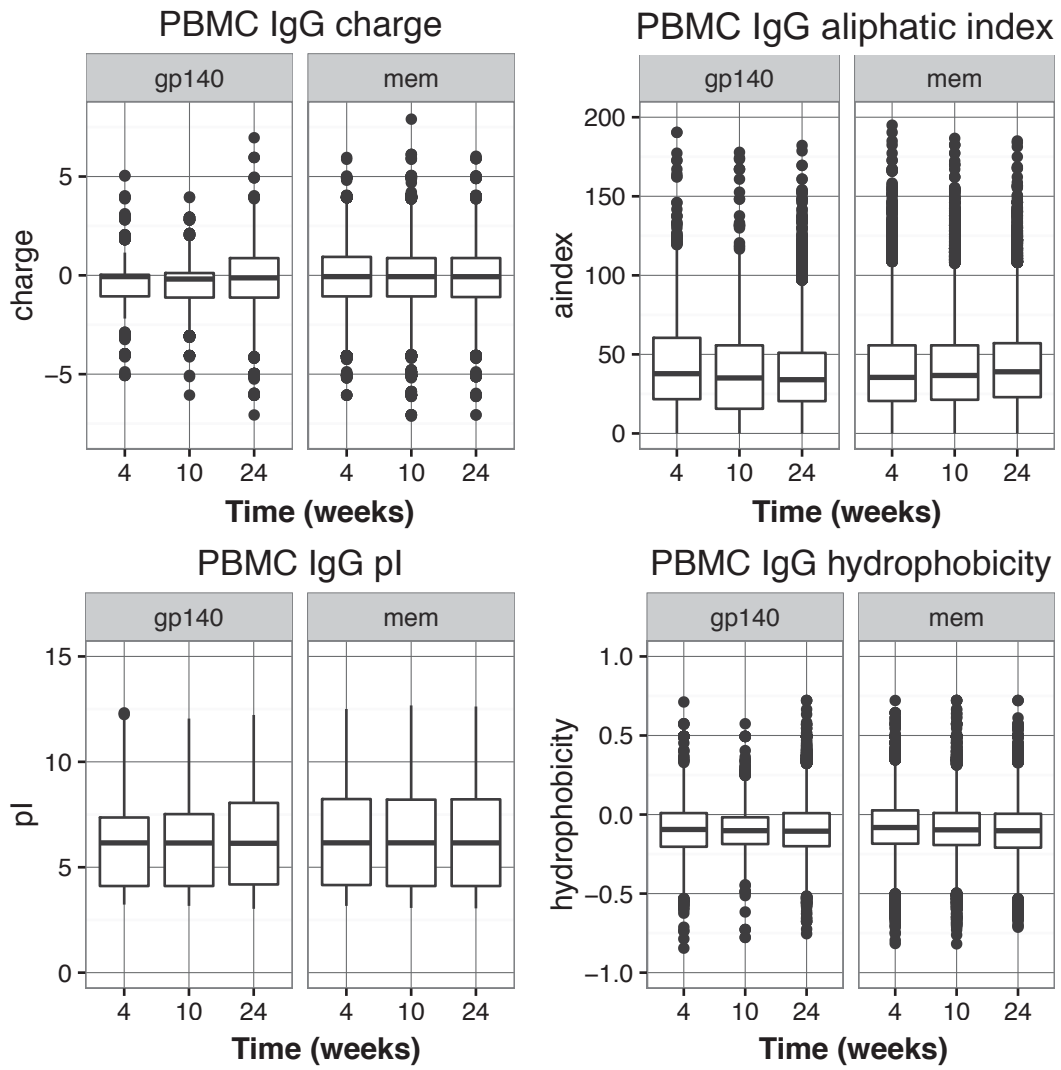 PBMC IgG charge
gp140 mem
charge
5
0
−5
4 10 24 4 10 24
Time (weeks)
PBMC IgG aliphatic index
gp140 mem
aindex
200
150
100
50
0
4 10 24 4 10 24
Time (weeks)
PBMC IgG pI
gp140 mem
pI
15
10
5
0
4 10 24 4 10 24
Time (weeks)
PBMC IgG hydrophobicity
gp140 mem
hydrophobicity
1.0
0.5
0.0
−0.5
−1.0
4 10 24 4 10 24
Time (weeks)